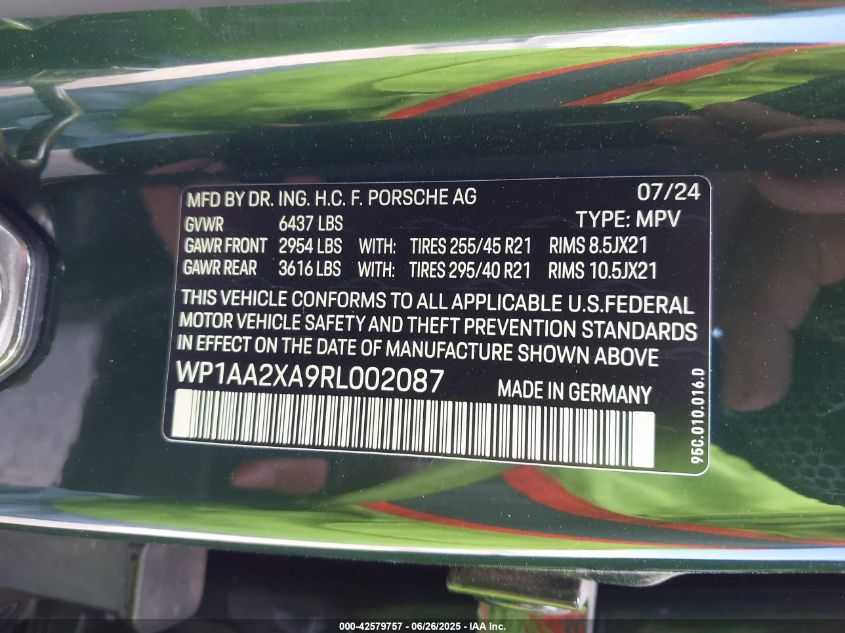 MFD BY DR. ING. H.C. F. PORSCHE AG 07/24
GVWR 6437 LBS TYPE: MPV
GAWR FRONT 2954 LBS WITH: TIRES 255/45 R21 RIMS 8.5JX21
GAWR REAR 3616 LBS WITH: TIRES 295/40 R21 RIMS 10.5JX21
THIS VEHICLE CONFORMS TO ALL APPLICABLE U.S.FEDERAL
MOTOR VEHICLE SAFETY AND THEFT PREVENTION STANDARDS
IN EFFECT ON THE DATE OF MANUFACTURE SHOWN ABOVE
WP1AA2XA9RL002087 MADE IN GERMANY
95C.010.016.D
000-42579757 | 06/26/2025 - IAA Inc.